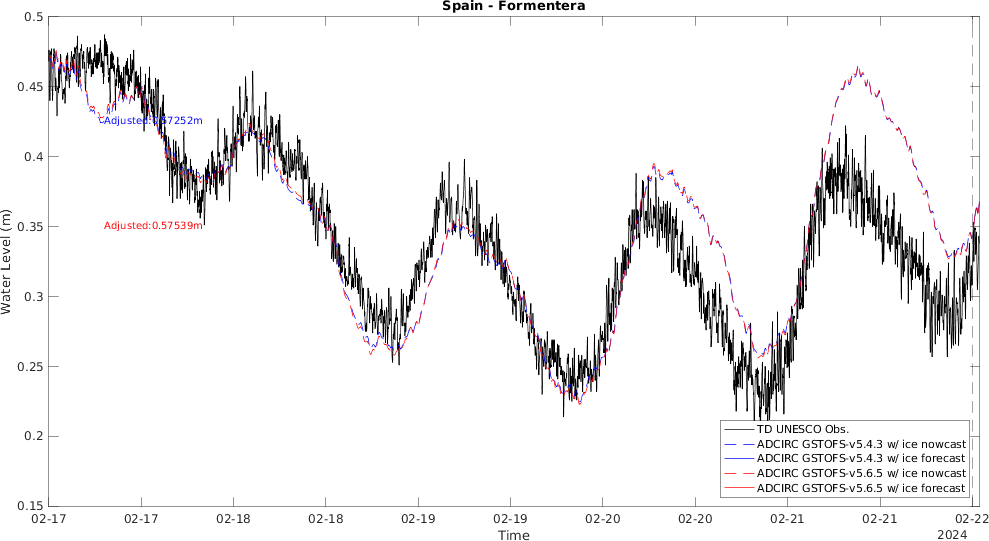 Spain - Formentera
0.5
0.45
0.4
0.35
0.3
0.25
0.2
0.15
Water Level (m)
Adjusted:0.57252m
Adjusted:0.57539m
TD UNESCO Obs.
ADCIRC GSTOFS-v5.4.3 w/ ice nowcast
ADCIRC GSTOFS-v5.4.3 w/ ice forecast
ADCIRC GSTOFS-v5.6.5 w/ ice nowcast
ADCIRC GSTOFS-v5.6.5 w/ ice forecast
02-17 02-17 02-18 02-18 02-19 02-19 02-20 02-20 02-21 02-21 02-22
Time
2024